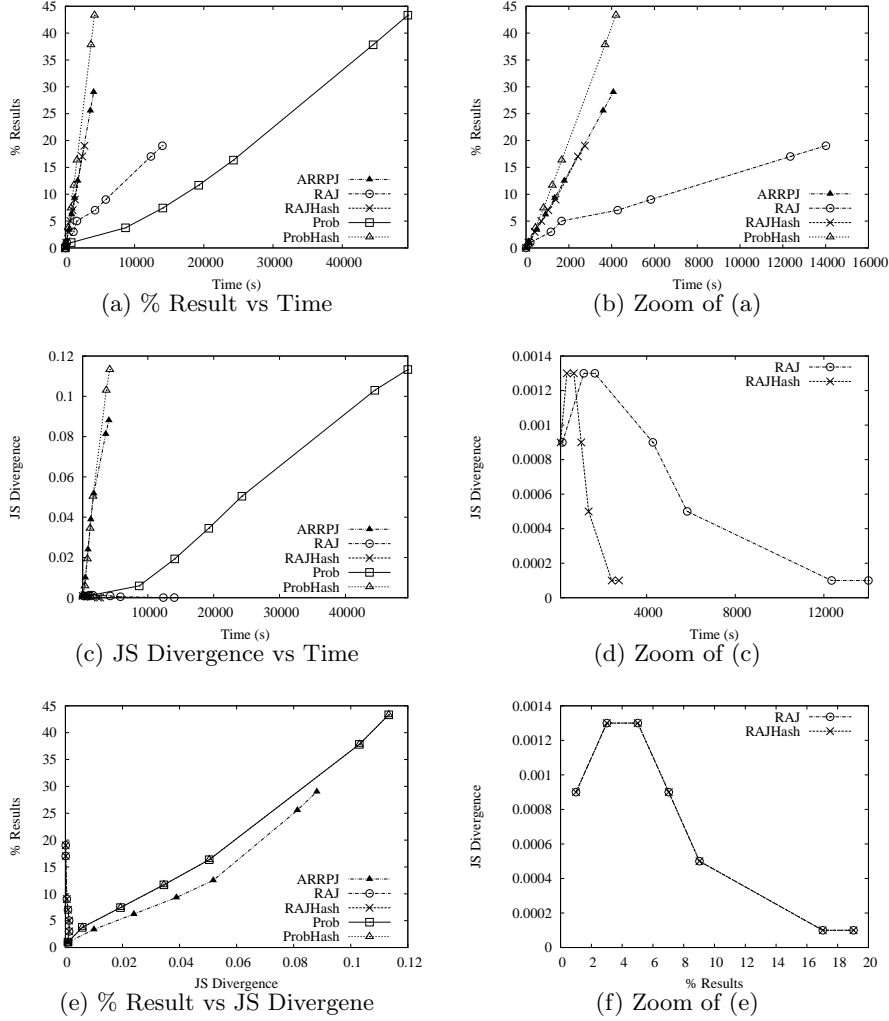 45
40
35
30
25
20
15
10
5
0
% Results
0 10000 20000 30000 40000
Time (s)
ARRPJ
RAJ
RAJHash
Prob
ProbHash
(a) % Result vs Time
45
40
35
30
25
20
15
10
5
0
% Results
0 2000 4000 6000 8000 10000 12000 14000 16000
Time (s)
ARRPJ
RAJ
RAJHash
ProbHash
(b) Zoom of (a)
0.12
0.1
0.08
0.06
0.04
0.02
0
JS Divergence
10000 20000 30000 40000
Time (s)
ARRPJ
RAJ
RAJHash
Prob
ProbHash
(c) JS Divergence vs Time
0.0014
0.0012
0.001
0.0008
0.0006
0.0004
0.0002
0
JS Divergence
4000 8000 12000
Time (s)
RAJ
RAJHash
(d) Zoom of (c)
45
40
35
30
25
20
15
10
5
0
% Results
0 0.02 0.04 0.06 0.08 0.1 0.12
JS Divergence
ARRPJ
RAJ
RAJHash
Prob
ProbHash
(e) % Result vs JS Divergene
0.0014
0.0012
0.001
0.0008
0.0006
0.0004
0.0002
0
JS Divergence
0 2 4 6 8 10 12 14 16 18 20
% Results
RAJ
RAJHash
(f) Zoom of (e)